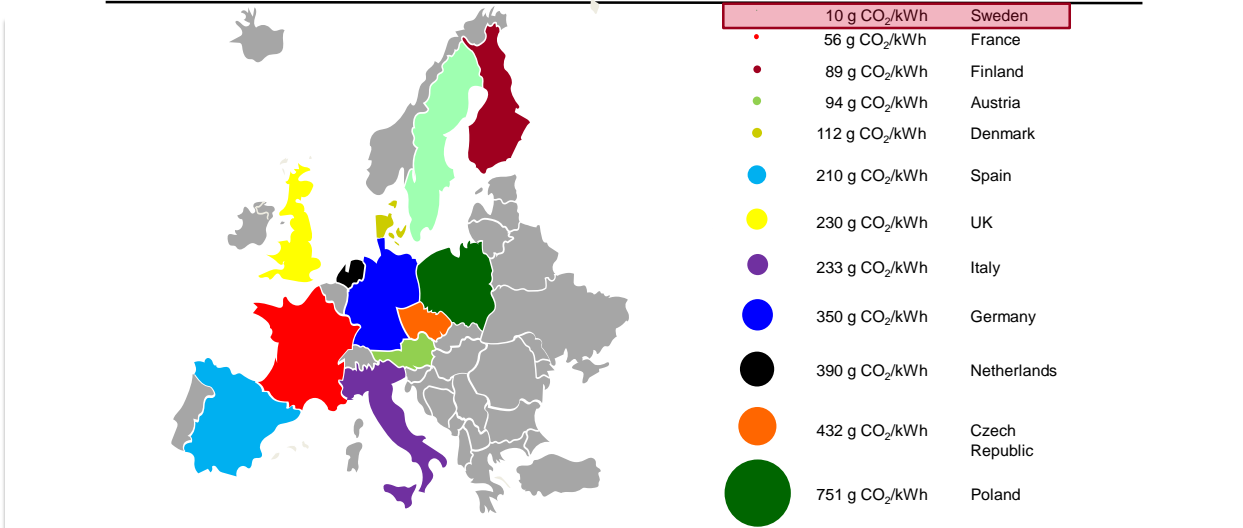 10 g CO₂/kWh Sweden
56 g CO₂/kWh France
89 g CO₂/kWh Finland
94 g CO₂/kWh Austria
112 g CO₂/kWh Denmark
210 g CO₂/kWh Spain
230 g CO₂/kWh UK
233 g CO₂/kWh Italy
350 g CO₂/kWh Germany
390 g CO₂/kWh Netherlands
432 g CO₂/kWh Czech
Republic
751 g CO₂/kWh Poland